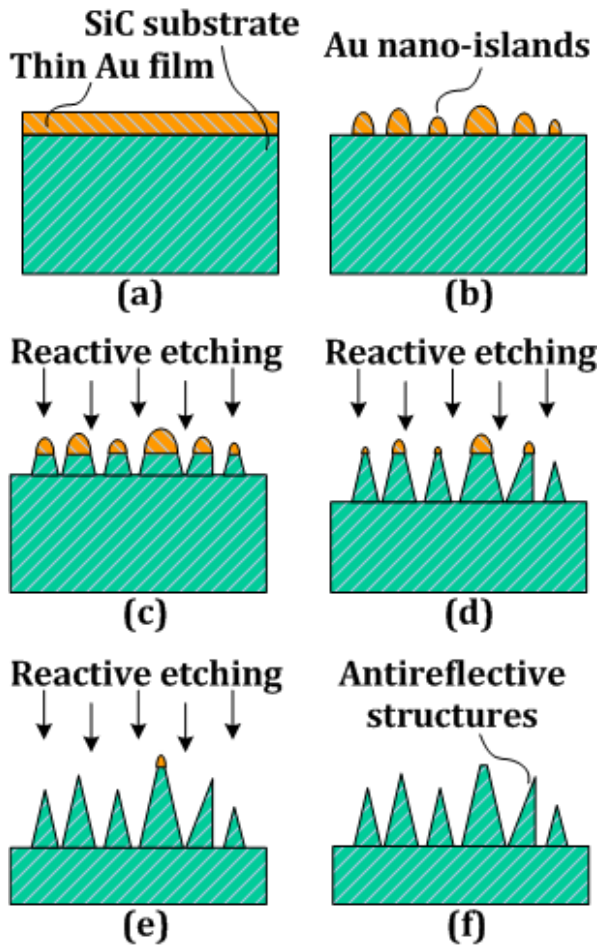 SiC substrate
Thin Au film
Au nano-islands
(a)
(b)
Reactive etching
Reactive etching
(c)
(d)
Reactive etching
Antireflective
structures
(e)
(f)